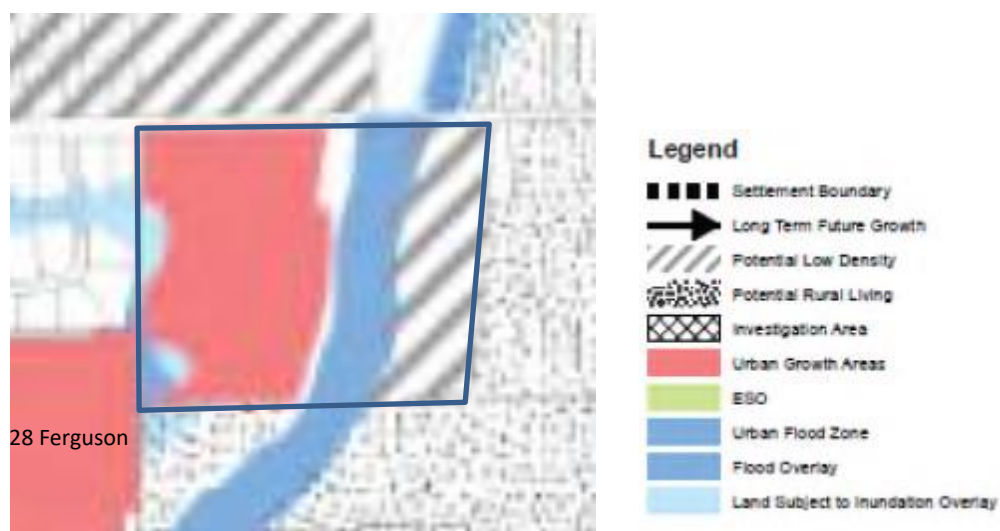 28 Ferguson
Legend
Settlement Boundary
Long Term Future Growth
Potential Low Density
Potential Rural Living
Investigation Area
Urban Growth Areas
ESO
Urban Flood Zone
Flood Overlay
Land Subject to Inundation Overlay